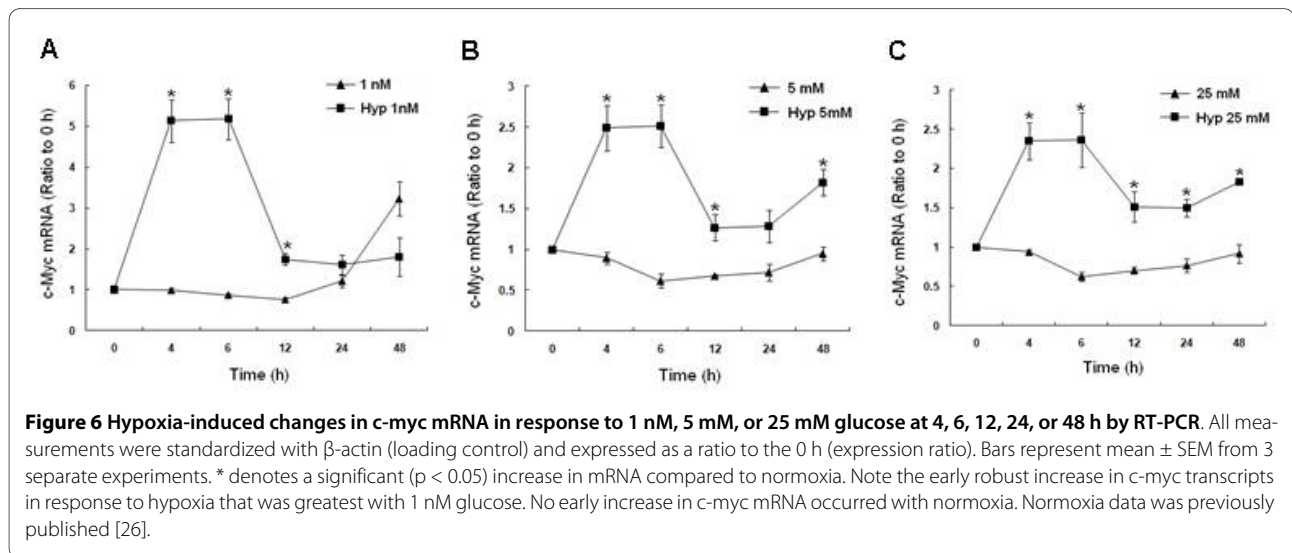 A
1 nM
Hyp 1nM
c-Myc mRNA (Ratio to 0 h)
6
5
4
3
2
1
0
* * *
0 4 6 12 24 48
Time (h)
B
5 mM
Hyp 5mM
c-Myc mRNA (Ratio to 0 h)
3
2.5
2
1.5
1
0.5
0
* * * *
0 4 6 12 24 48
Time (h)
C
25 mM
Hyp 25 mM
c-Myc mRNA (Ratio to 0 h)
3
2.5
2
1.5
1
0.5
0
* * * * *
0 4 6 12 24 48
Time (h)
Figure 6 Hypoxia-induced changes in c-myc mRNA in response to 1 nM, 5 mM, or 25 mM glucose at 4, 6, 12, 24, or 48 h by RT-PCR. All mea-
surements were standardized with β-actin (loading control) and expressed as a ratio to the 0 h (expression ratio). Bars represent mean ± SEM from 3
separate experiments. * denotes a significant (p < 0.05) increase in mRNA compared to normoxia. Note the early robust increase in c-myc transcripts
in response to hypoxia that was greatest with 1 nM glucose. No early increase in c-myc mRNA occurred with normoxia. Normoxia data was previously
published [26].